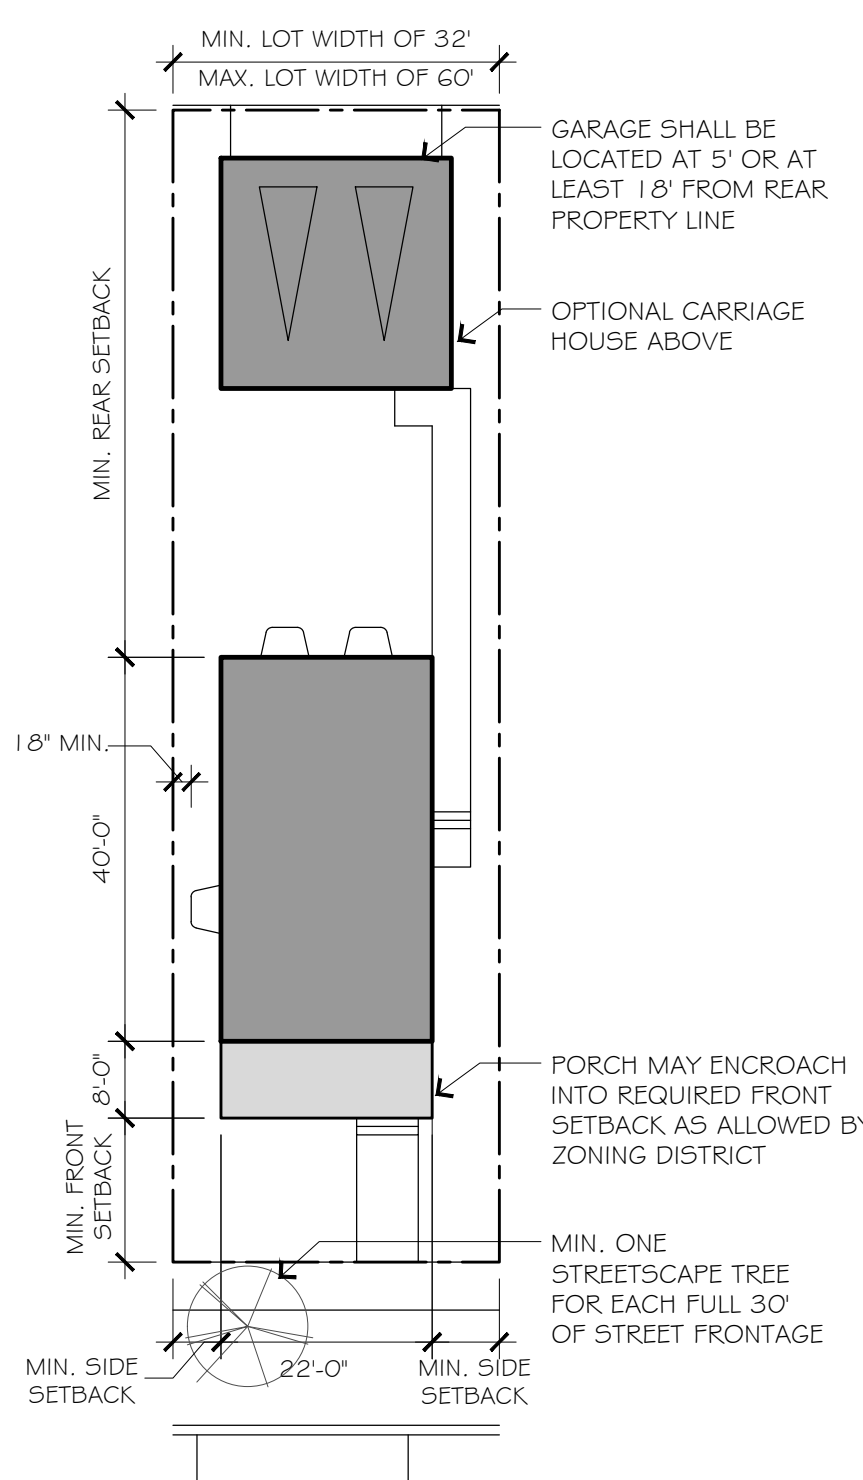 MIN. LOT WIDTH OF 32'
MAX. LOT WIDTH OF 60'
GARAGE SHALL BE
LOCATED AT 5' OR AT
LEAST 18' FROM REAR
PROPERTY LINE
MIN. REAR SETBACK
OPTIONAL CARRIAGE
HOUSE ABOVE
18" MIN.
40'-0"
8'-0"
PORCH MAY ENCROACH
INTO REQUIRED FRONT
SETBACK AS ALLOWED BY
ZONING DISTRICT
MIN. FRONT
SETBACK
MIN. ONE
STREETSCAPE TREE
FOR EACH FULL 30'
OF STREET FRONTAGE
MIN. SIDE
SETBACK
22'-0"
MIN. SIDE
SETBACK